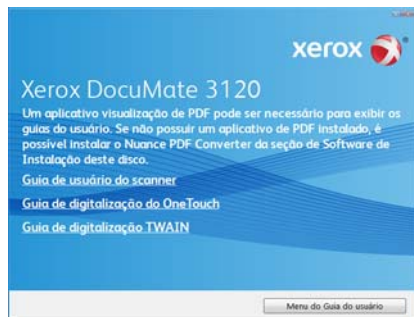 xerox
Xerox DocuMate 3120
Um aplicativo visualização de PDF pode ser necessário para exibir os
guias do usuário. Se não possuir um aplicativo de PDF instalado, é
possível instalar o Nuance PDF Converter da seção de Software de
Instalação deste disco.
Guia de usuário do scanner
Guia de digitalização do OneTouch
Guia de digitalização TWAIN
Menu do Guia do usuário